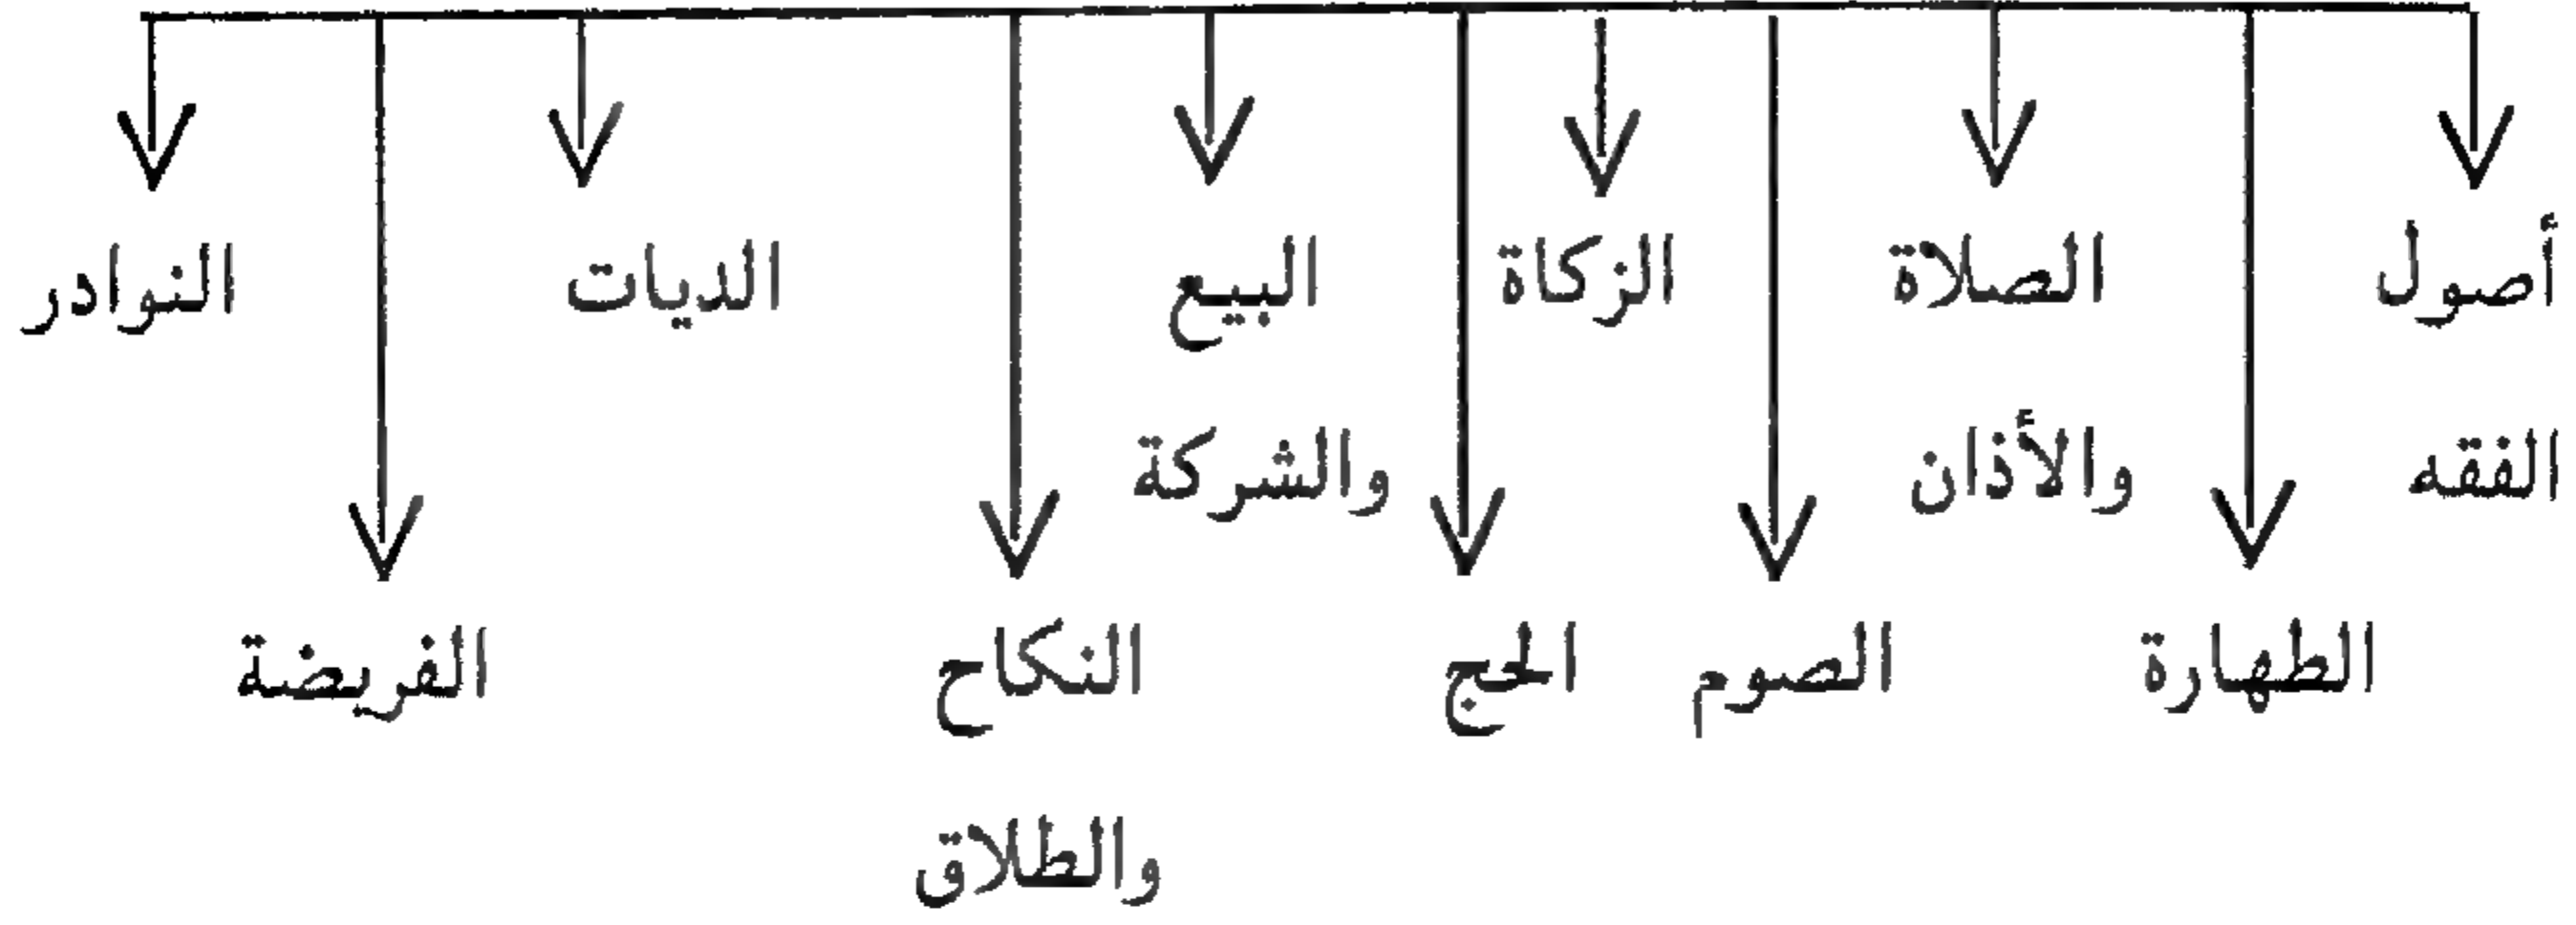 أصول
الفقه
الطهارة
الصلاة
والأذان
الصوم
الزكاة
الحج
البيع
والشركة
النكاح
والطلاق
الديات
الفريضة
النوادر